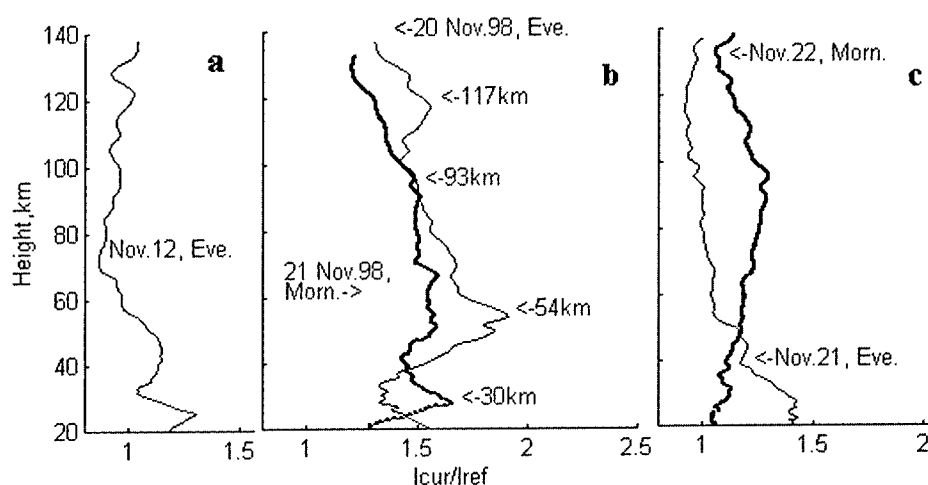 140
120
100
80
60
40
20
Height,km
a
Nov.12, Eve.
1
1.5
<-20 Nov.98, Eve.
b
<-117km
<-93km
21 Nov.98,
Morn.->
<-54km
<-30km
1
1.5
2
2.5
Icur/Iref
<-Nov.22, Morn.
c
<-Nov.21, Eve.
1
1.5
2